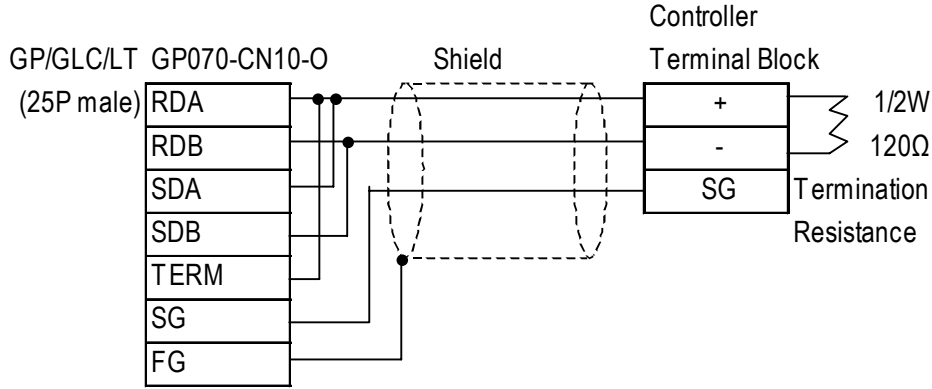 Controller
GP/GLC/LT GP070-CN10-O Shield Terminal Block
(25P male) RDA + 1/2W
RDB - 120Ω
SDA SG Termination
SDB Resistance
TERM
SG
FG